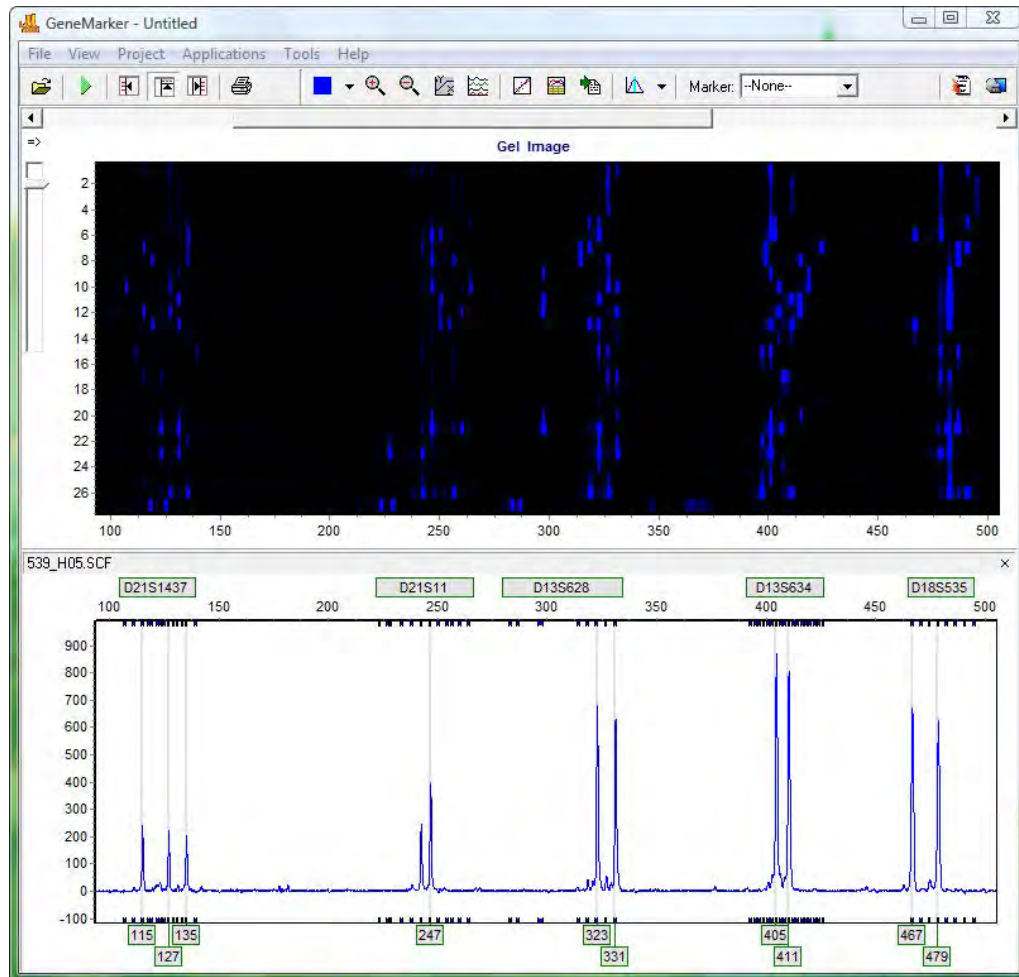 GeneMarker - Untitled
File View Project Applications Tools Help
Marker: --None--
=>
Gel Image
2
4
6
8
10
12
14
16
18
20
22
24
26
100 150 200 250 300 350 400 450 500
539_H05.SCF
D21S1437 D21S11 D13S628 D13S634 D18S535
100 150 200 250 300 350 400 450 500
900
800
700
600
500
400
300
200
100
0
-100
115 135 247 323 405 467
127 331 411 479